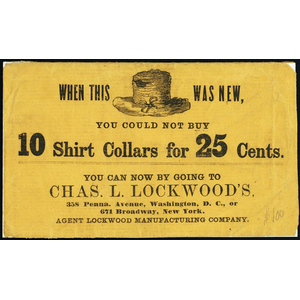 WHEN THIS WAS NEW,
YOU COULD NOT BUY
10 Shirt Collars for 25 Cents.
YOU CAN NOW BY GOING TO
CHAS. L. LOCKWOOD'S,
358 Penna. Avenue, Washington, D. C., or
671 Broadway, New York.
AGENT LOCKWOOD MANUFACTURING COMPANY.